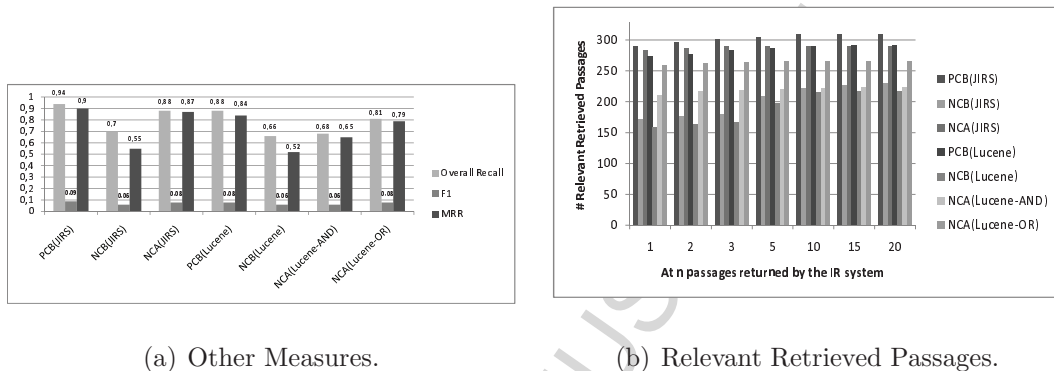 1
0,9
0,8
0,7
0,6
0,5
0,4
0,3
0,2
0,1
0
0,94 0,9 0,7 0,55 0,88 0,87 0,88 0,84 0,66 0,52 0,68 0,65 0,81 0,79
0.09 0.06 0.08 0.08 0.06 0.06 0.08
PCB(JIRS) NCB(JIRS) NCA(JIRS) PCB(Lucene) NCB(Lucene) NCA(Lucene-AND) NCA(Lucene-OR)
Overall Recall
F1
MRR
(a) Other Measures.
# Relevant Retrieved Passages
300
250
200
150
100
50
0
1 2 3 5 10 15 20
At n passages returned by the IR system
PCB(JIRS)
NCB(JIRS)
NCA(JIRS)
PCB(Lucene)
NCB(Lucene)
NCA(Lucene-AND)
NCA(Lucene-OR)
(b) Relevant Retrieved Passages.